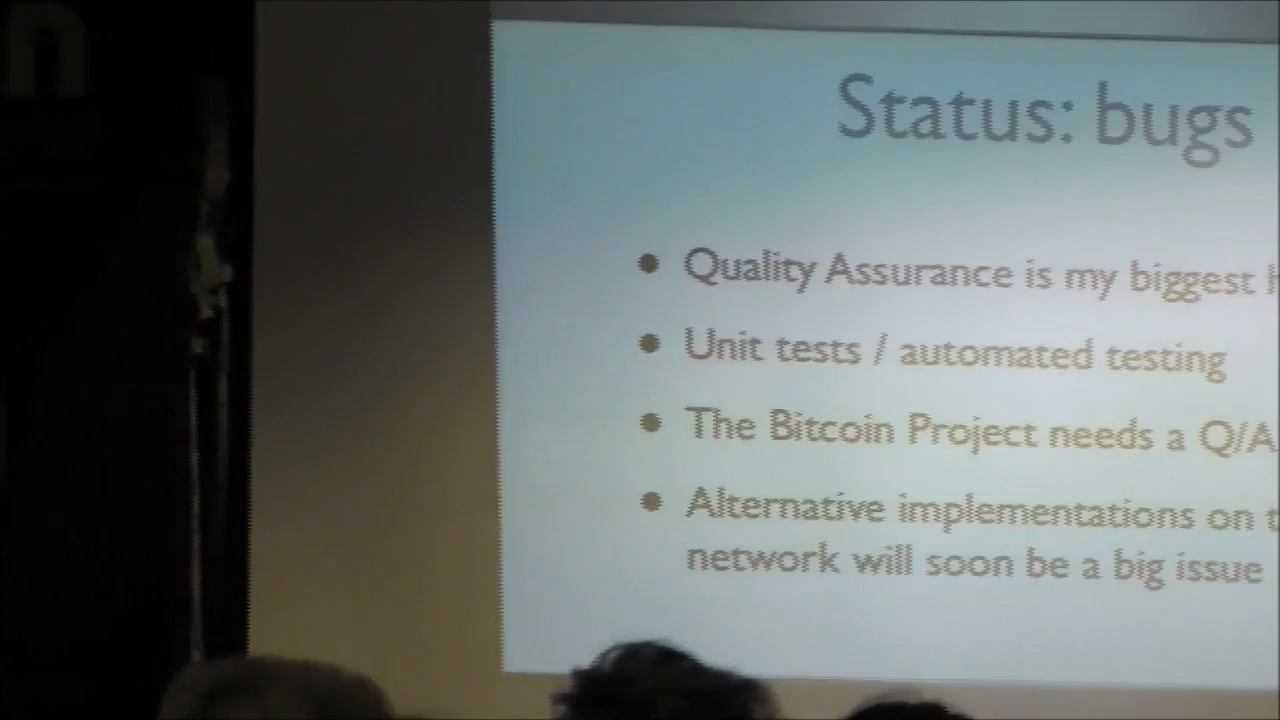 n
Status: bugs
• Quality Assurance is my biggest
• Unit tests / automated testing
• The Bitcoin Project needs a Q/A
• Alternative implementations on
network will soon be a big issue